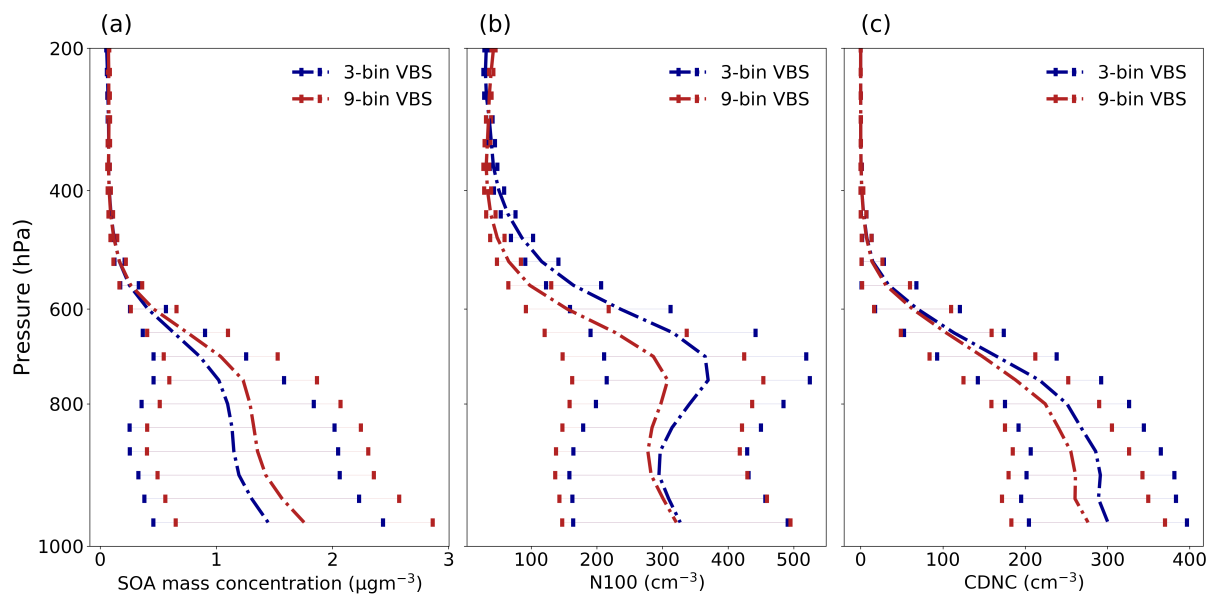 (a)
(b)
(c)
Pressure (hPa)
200
400
600
800
1000
3-bin VBS
9-bin VBS
3-bin VBS
9-bin VBS
3-bin VBS
9-bin VBS
0
1
2
3
SOA mass concentration (μgm⁻³)
100
200
300
400
500
N100 (cm⁻³)
0
100
200
300
400
CDNC (cm⁻³)